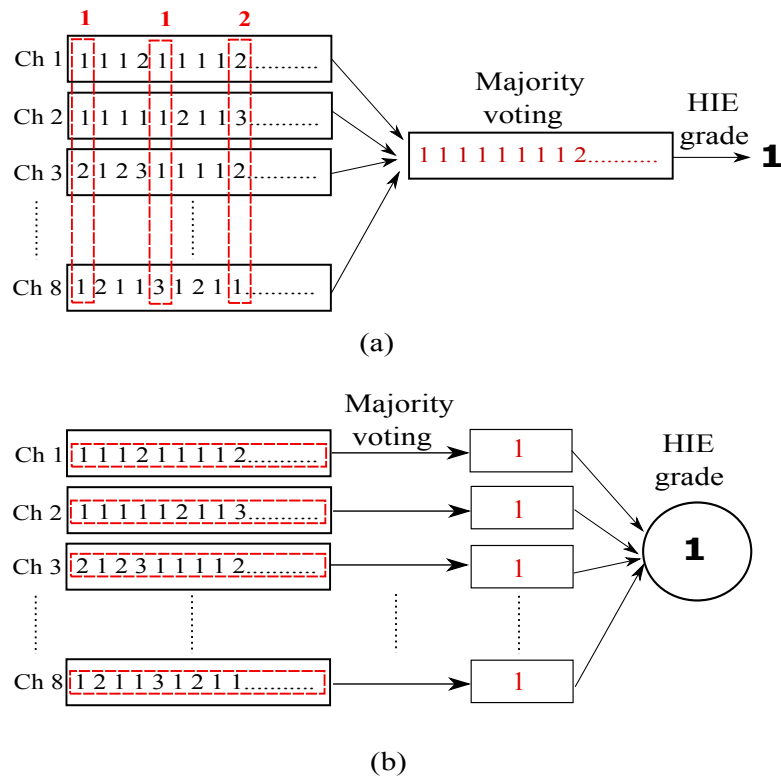 1 1 2
Ch 1 1 1 1 2 1 1 1 1 2..........
Ch 2 1 1 1 1 1 2 1 1 3..........
Ch 3 2 1 2 3 1 1 1 1 2..........
Ch 8 1 2 1 1 3 1 2 1 1...........
Majority
voting
1 1 1 1 1 1 1 1 2..........
HIE
grade
1
(a)
Majority
voting
HIE
grade
Ch 1 1 1 1 2 1 1 1 1 2........... 1
Ch 2 1 1 1 1 1 2 1 1 3........... 1
Ch 3 2 1 2 3 1 1 1 1 2........... 1
1
Ch 8 1 2 1 1 3 1 2 1 1........... 1
(b)